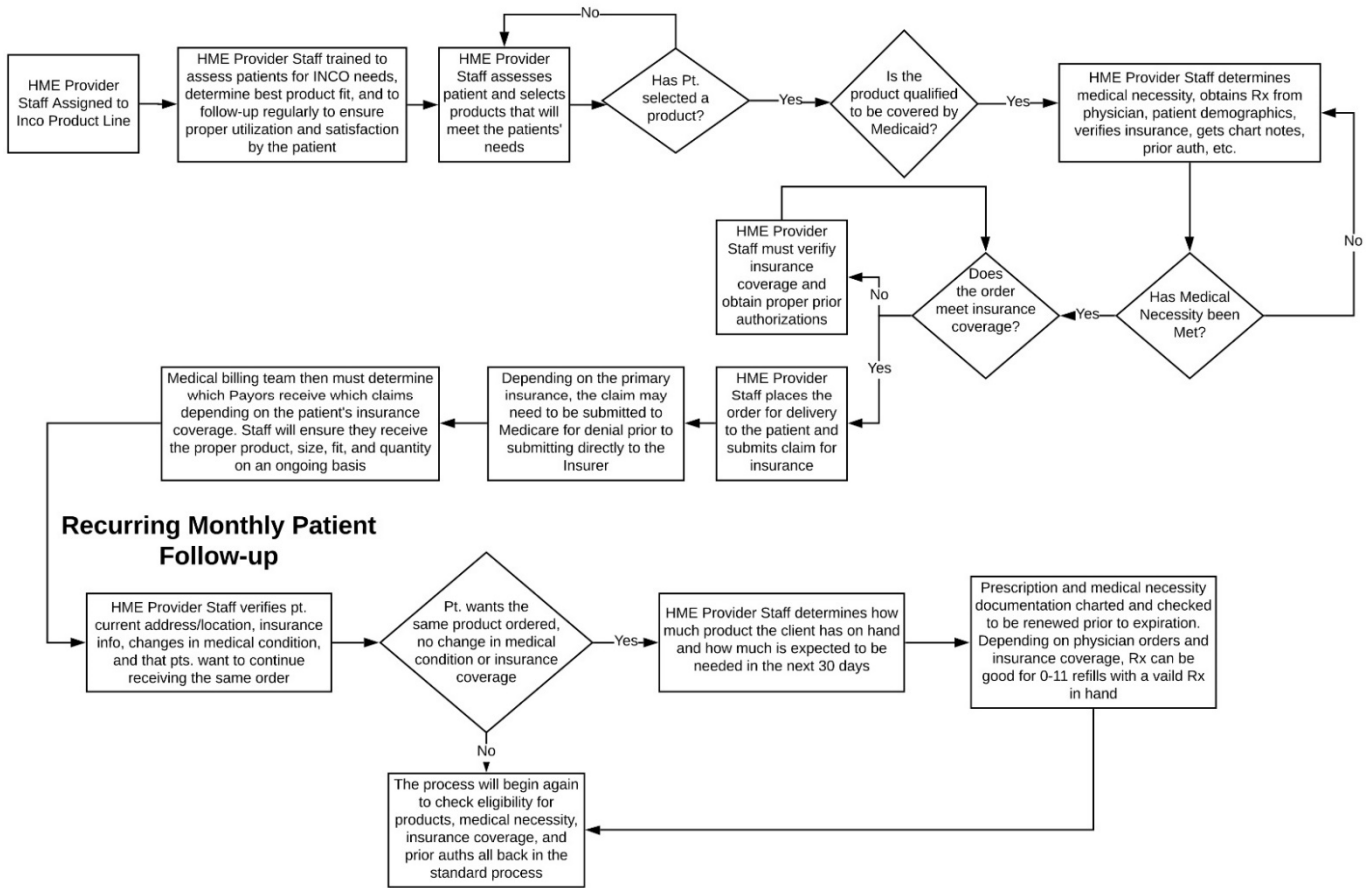 No
HME Provider
Staff Assigned to
Inco Product Line
HME Provider Staff trained to
assess patients for INCO needs,
determine best product fit, and to
to follow-up regularly to ensure
proper utilization and satisfaction
by the patient
HME Provider
Staff assesses
patient and selects
products that will
meet the patients'
needs
Has Pt.
selected a
product?
Yes
Is the
product qualified
to be covered by
Medicaid?
Yes
HME Provider Staff determines
medical necessity, obtains Rx from
physician, patient demographics,
verifies insurance, gets chart notes,
prior auth, etc.
No
Has Medical
Necessity been
Met?
Yes
Does
the order
meet insurance
coverage?
No
HME Provider
Staff must verifiy
insurance
coverage and
obtain proper prior
authorizations
Yes
HME Provider
Staff places the
order for delivery
to the patient and
submits claim for
insurance
Depending on the primary
insurance, the claim may
need to be submitted to
Medicare for denial prior to
submitting directly to the
Insurer
Medical billing team then must determine
which Payors receive which claims
depending on the patient's insurance
coverage. Staff will ensure they receive
the proper product, size, fit, and quantity
on an ongoing basis
Recurring Monthly Patient
Follow-up
HME Provider Staff verifies pt.
current address/location, insurance
info, changes in medical condition,
and that pts. want to continue
receiving the same order
Pt. wants the
same product ordered,
no change in medical
condition or insurance
coverage
Yes
HME Provider Staff determines how
much product the client has on hand
and how much is expected to be
needed in the next 30 days
Prescription and medical necessity
documentation charted and checked
to be renewed prior to expiration.
Depending on physician orders and
insurance coverage, Rx can be
good for 0-11 refills with a vaild Rx
in hand
No
The process will begin again
to check eligibility for
products, medical necessity,
insurance coverage, and
prior auths all back in the
standard process